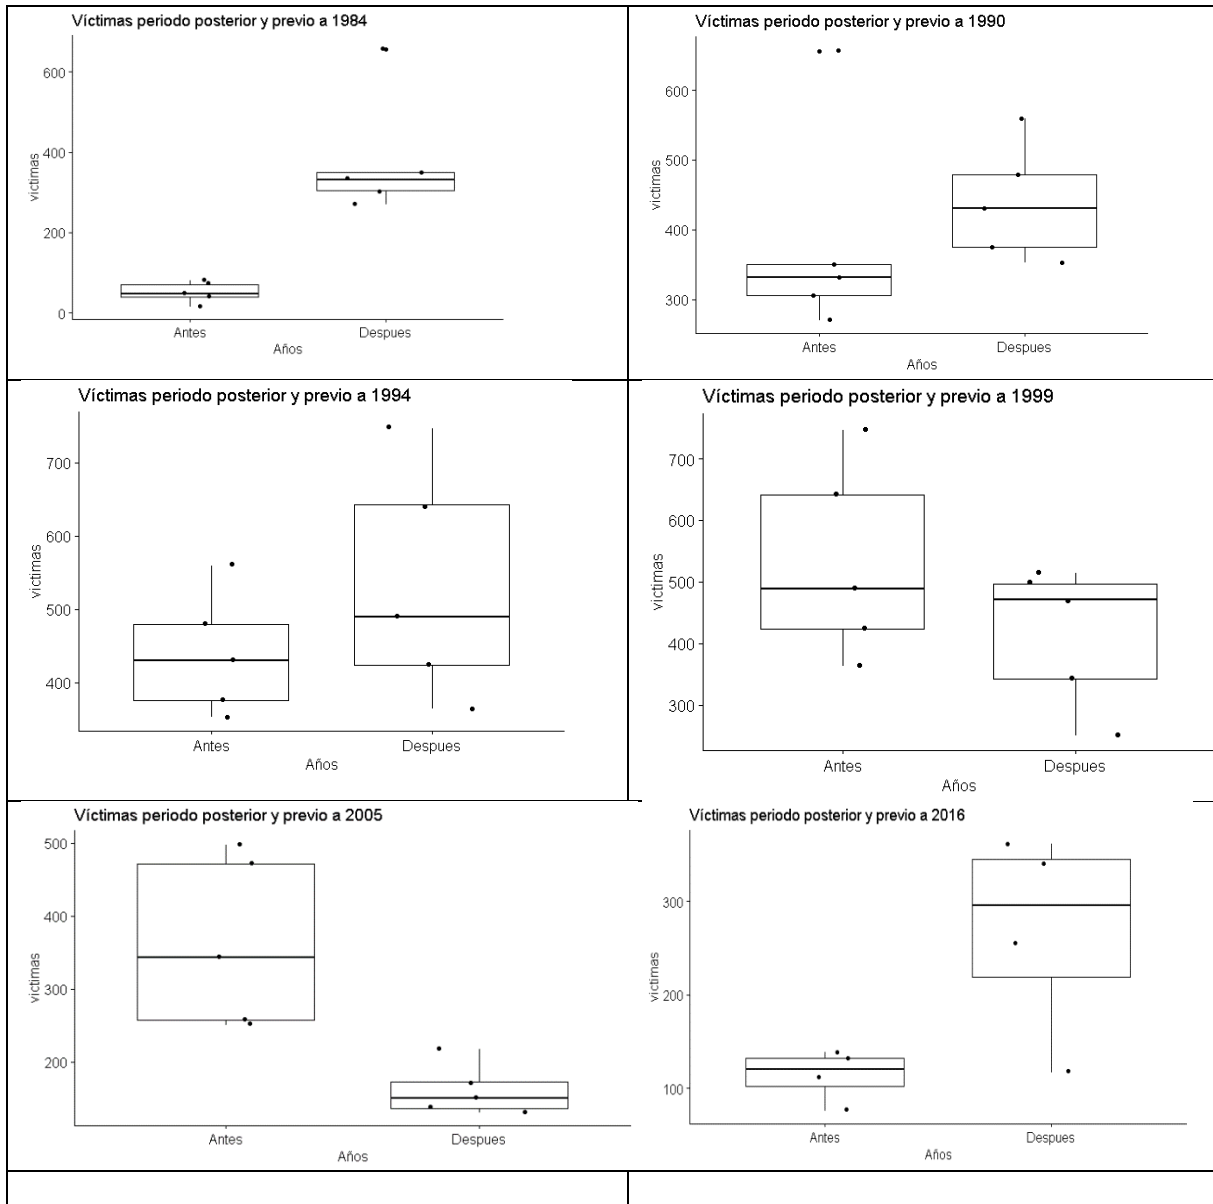 Víctimas periodo posterior y previo a 1984
600
400
200
0
victimas
Antes
Despues
Años
Víctimas periodo posterior y previo a 1990
600
500
400
300
victimas
Antes
Despues
Años
Víctimas periodo posterior y previo a 1994
700
600
500
400
victimas
Antes
Despues
Años
Víctimas periodo posterior y previo a 1999
700
600
500
400
300
victimas
Antes
Despues
Años
Víctimas periodo posterior y previo a 2005
500
400
300
200
victimas
Antes
Despues
Años
Víctimas periodo posterior y previo a 2016
300
200
100
victimas
Antes
Despues
Años